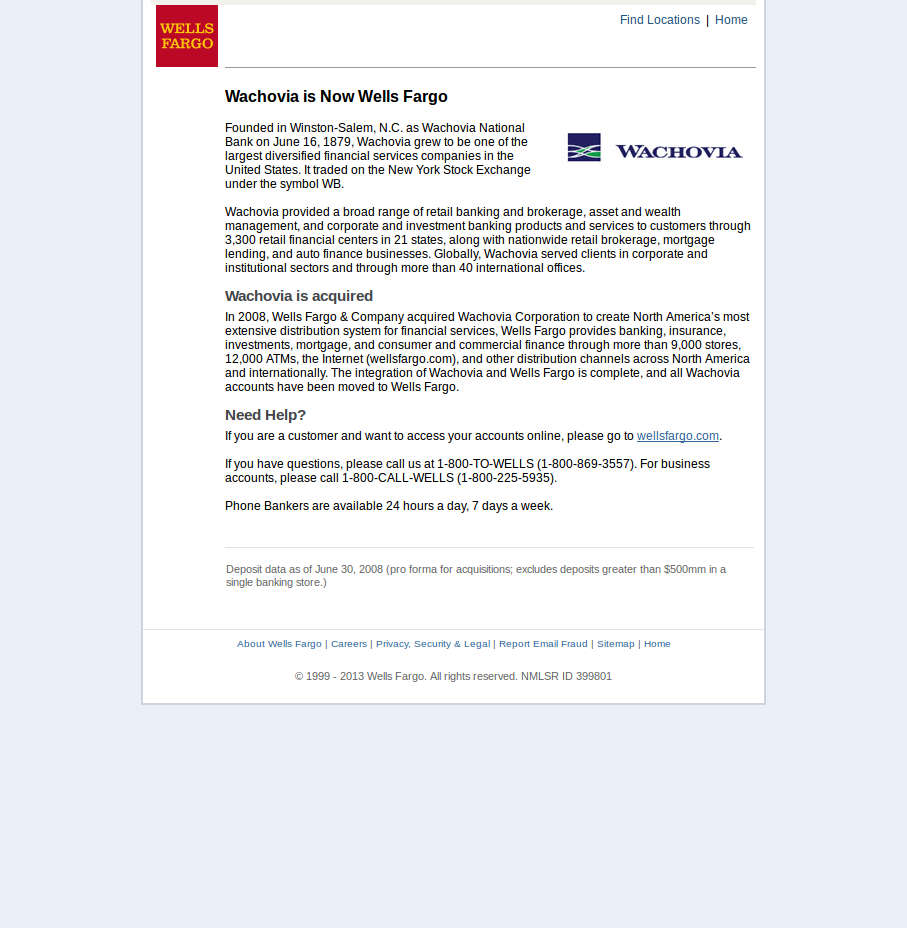 WELLS
FARGO
Find Locations | Home
Wachovia is Now Wells Fargo
Founded in Winston-Salem, N.C. as Wachovia National
Bank on June 16, 1879, Wachovia grew to be one of the
largest diversified financial services companies in the
United States. It traded on the New York Stock Exchange
under the symbol WB.
WACHOVIA
Wachovia provided a broad range of retail banking and brokerage, asset and wealth
management, and corporate and investment banking products and services to customers through
3,300 retail financial centers in 21 states, along with nationwide retail brokerage, mortgage
lending, and auto finance businesses. Globally, Wachovia served clients in corporate and
institutional sectors and through more than 40 international offices.
Wachovia is acquired
In 2008, Wells Fargo & Company acquired Wachovia Corporation to create North America's most
extensive distribution system for financial services, Wells Fargo provides banking, insurance,
investments, mortgage, and consumer and commercial finance through more than 9,000 stores,
12,000 ATMs, the Internet (wellsfargo.com), and other distribution channels across North America
and internationally. The integration of Wachovia and Wells Fargo is complete, and all Wachovia
accounts have been moved to Wells Fargo.
Need Help?
If you are a customer and want to access your accounts online, please go to wellsfargo.com.
If you have questions, please call us at 1-800-TO-WELLS (1-800-869-3557). For business
accounts, please call 1-800-CALL-WELLS (1-800-225-5935).
Phone Bankers are available 24 hours a day, 7 days a week.
Deposit data as of June 30, 2008 (pro forma for acquisitions; excludes deposits greater than $500mm in a
single banking store.)
About Wells Fargo | Careers | Privacy, Security & Legal | Report Email Fraud | Sitemap | Home
© 1999 - 2013 Wells Fargo. All rights reserved. NMLSR ID 399801